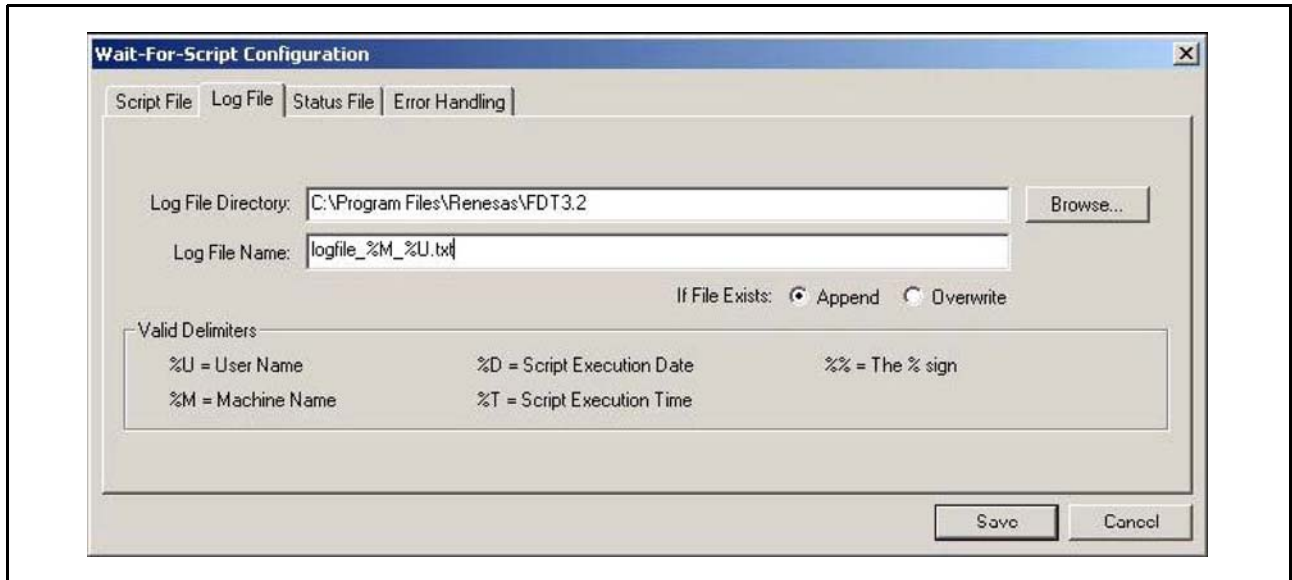 Wait-For-Script Configuration
Script File Log File Status File Error Handling
Log File Directory: C:\Program Files\Renesas\FDT3.2 Browse...
Log File Name: logfile_%M_%U.txt
If File Exists: Append Overwrite
Valid Delimiters
%U = User Name %D = Script Execution Date %% = The % sign
%M = Machine Name %T = Script Execution Time
Save Cancel